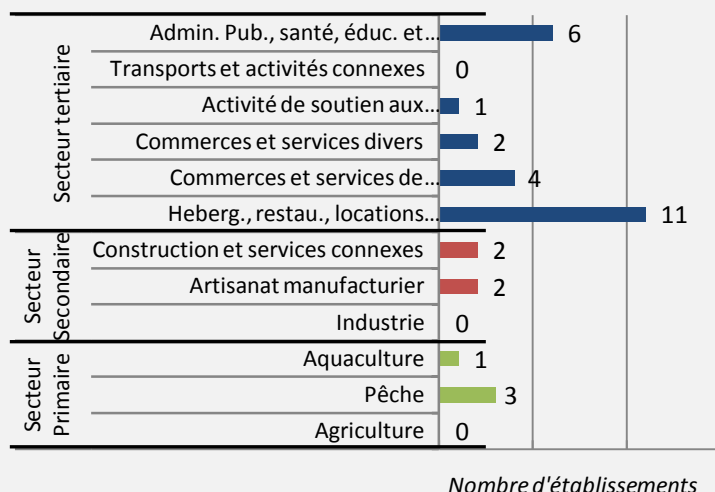 Secteur tertiaire
Admin. Pub., santé, éduc. et… 6
Transports et activités connexes 0
Activité de soutien aux… 1
Commerces et services divers 2
Commerces et services de… 4
Heberg., restau., locations… 11
Secteur
Secondaire
Construction et services connexes 2
Artisanat manufacturier 2
Industrie 0
Secteur
Primaire
Aquaculture 1
Pêche 3
Agriculture 0
Nombre d'établissements